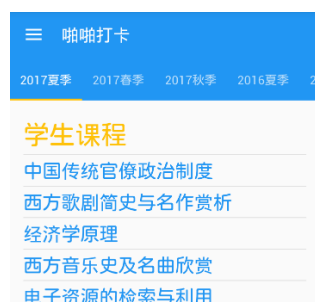 啪啪打卡
2017夏季 2017春季 2017秋季 2016夏季 2
学生课程
中国传统官僚政治制度
西方歌剧简史与名作赏析
经济学原理
西方音乐史及名曲欣赏
电子资源的检索与利用